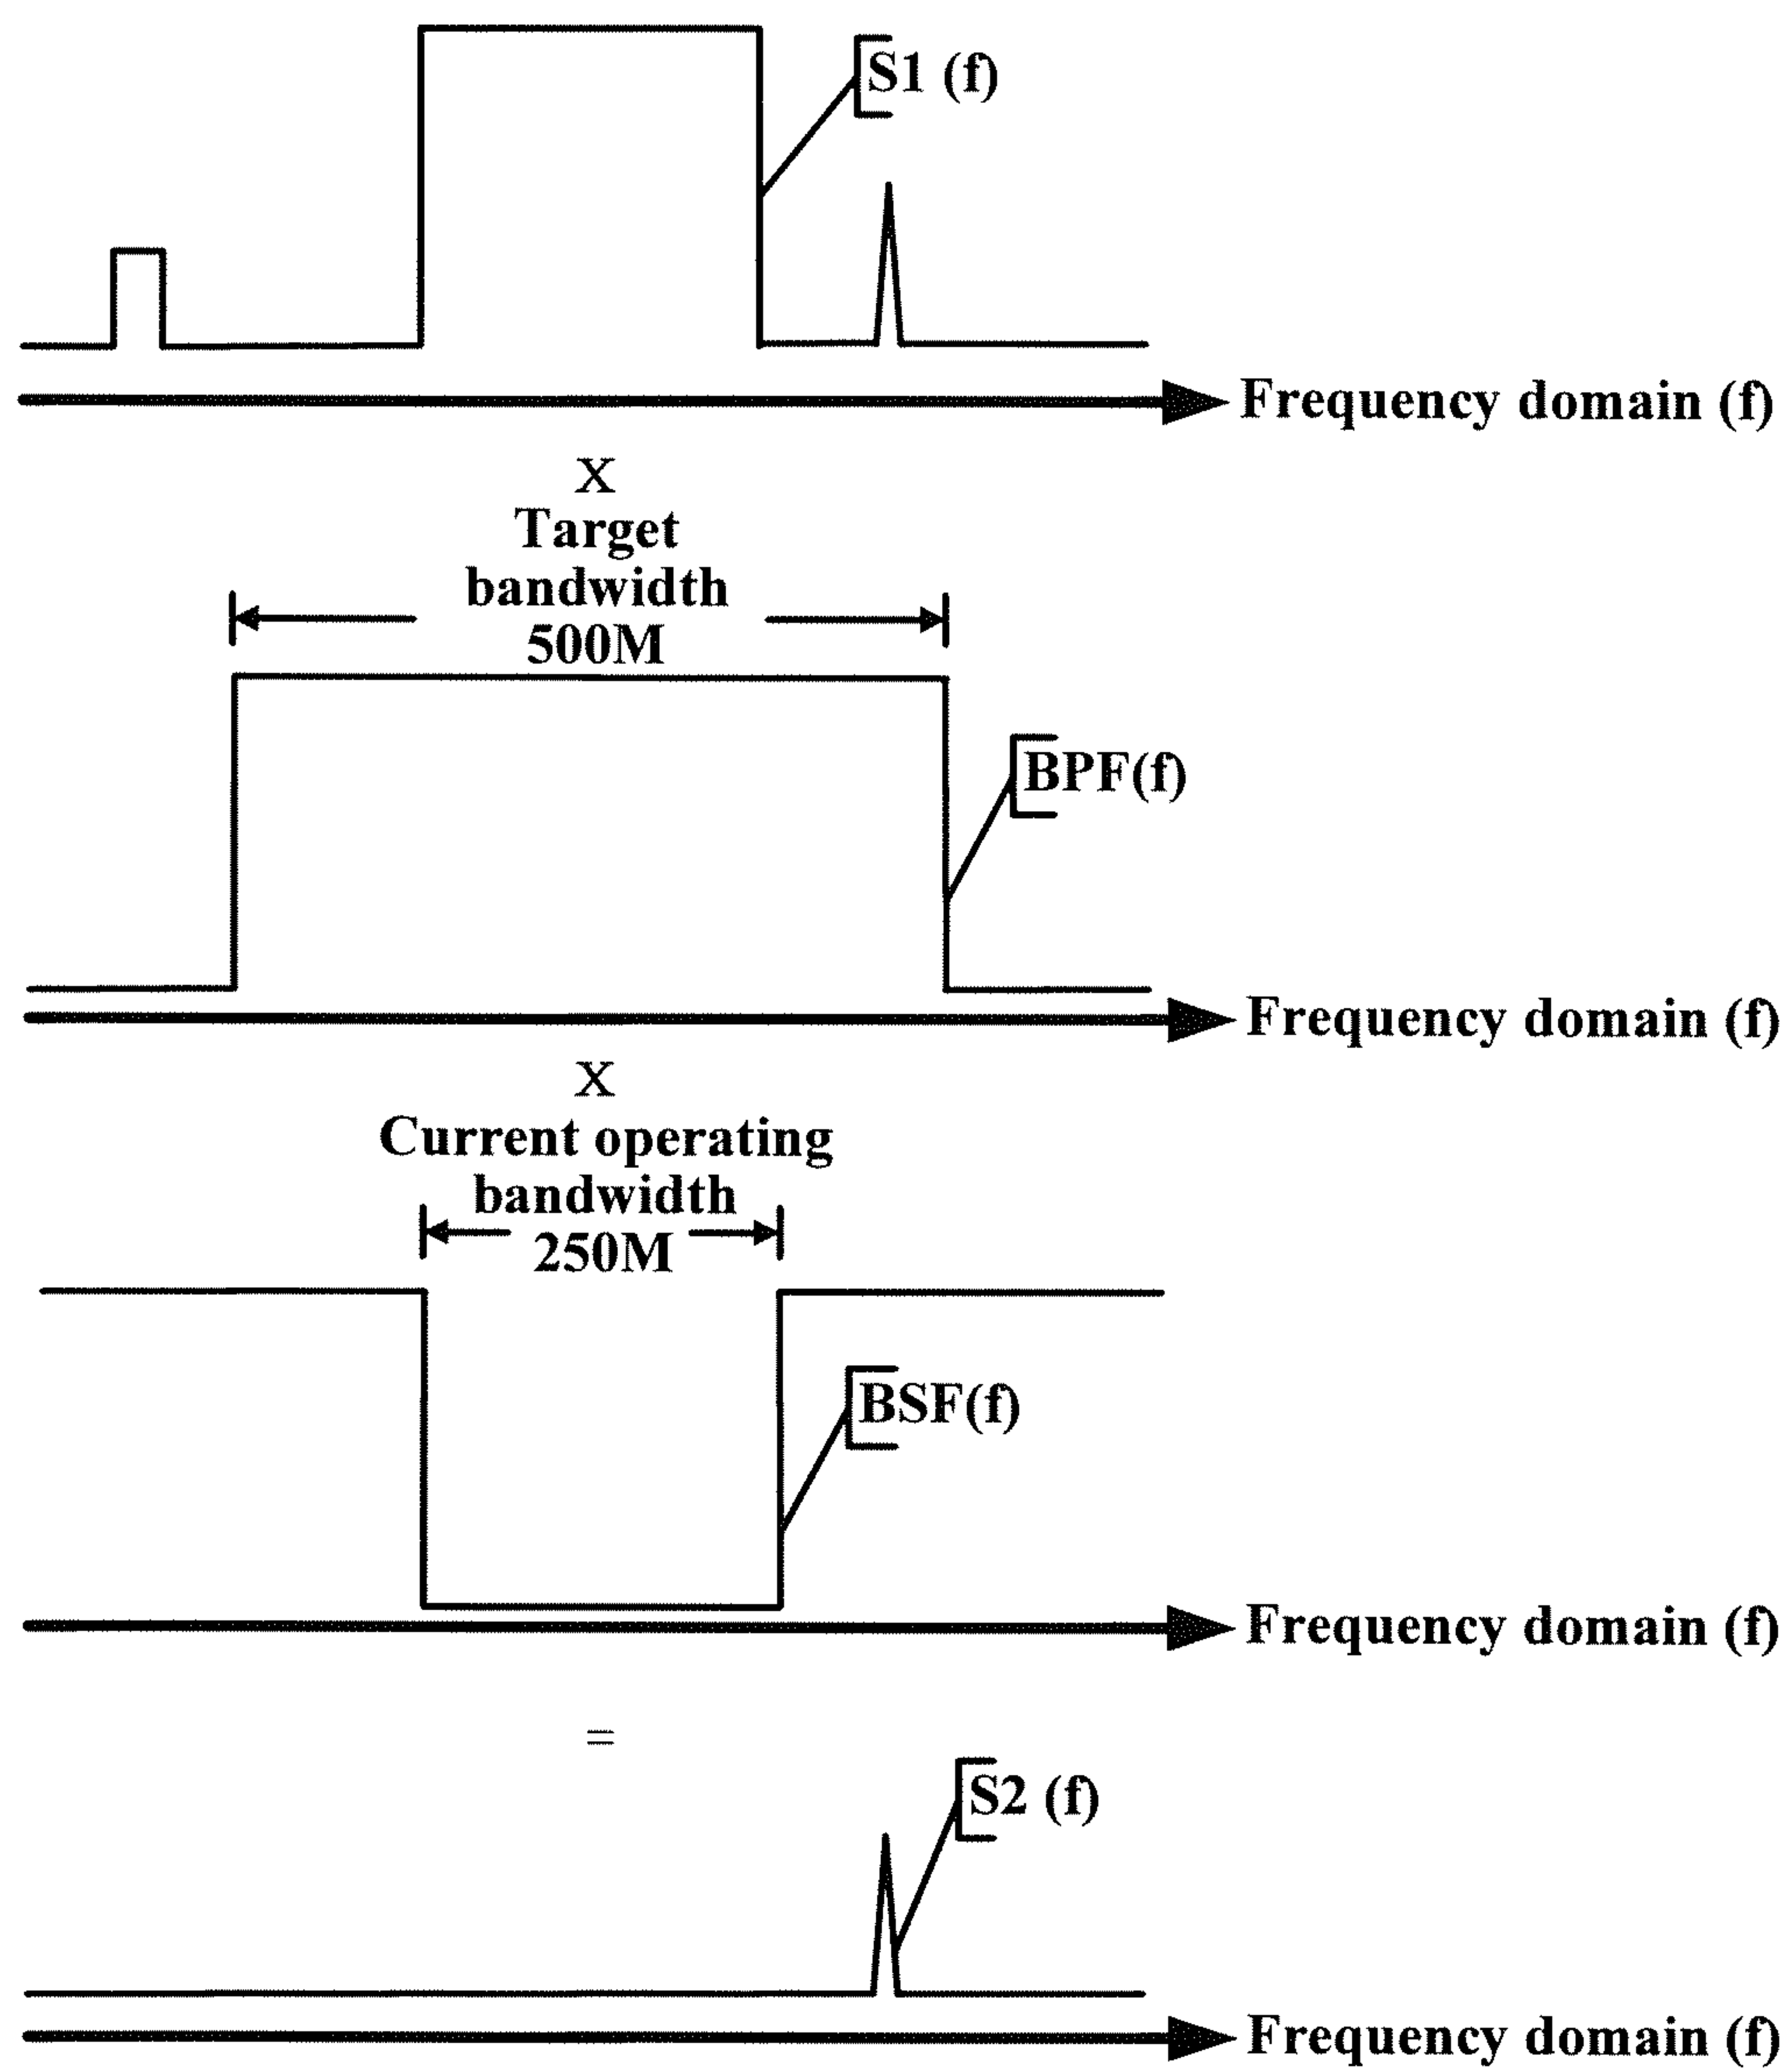 S1 (f)
Frequency domain (f)
X
Target
bandwidth
500M
BPF(f)
Frequency domain (f)
X
Current operating
bandwidth
250M
BSF(f)
Frequency domain (f)
=
S2 (f)
Frequency domain (f)